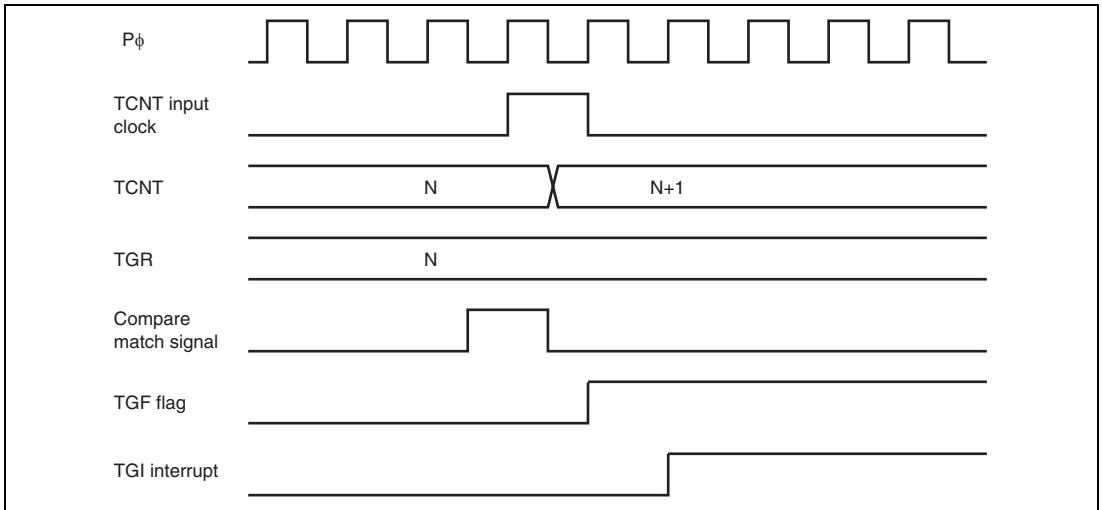 Pϕ
TCNT input
clock
TCNT
N
N+1
TGR
N
Compare
match signal
TGF flag
TGI interrupt